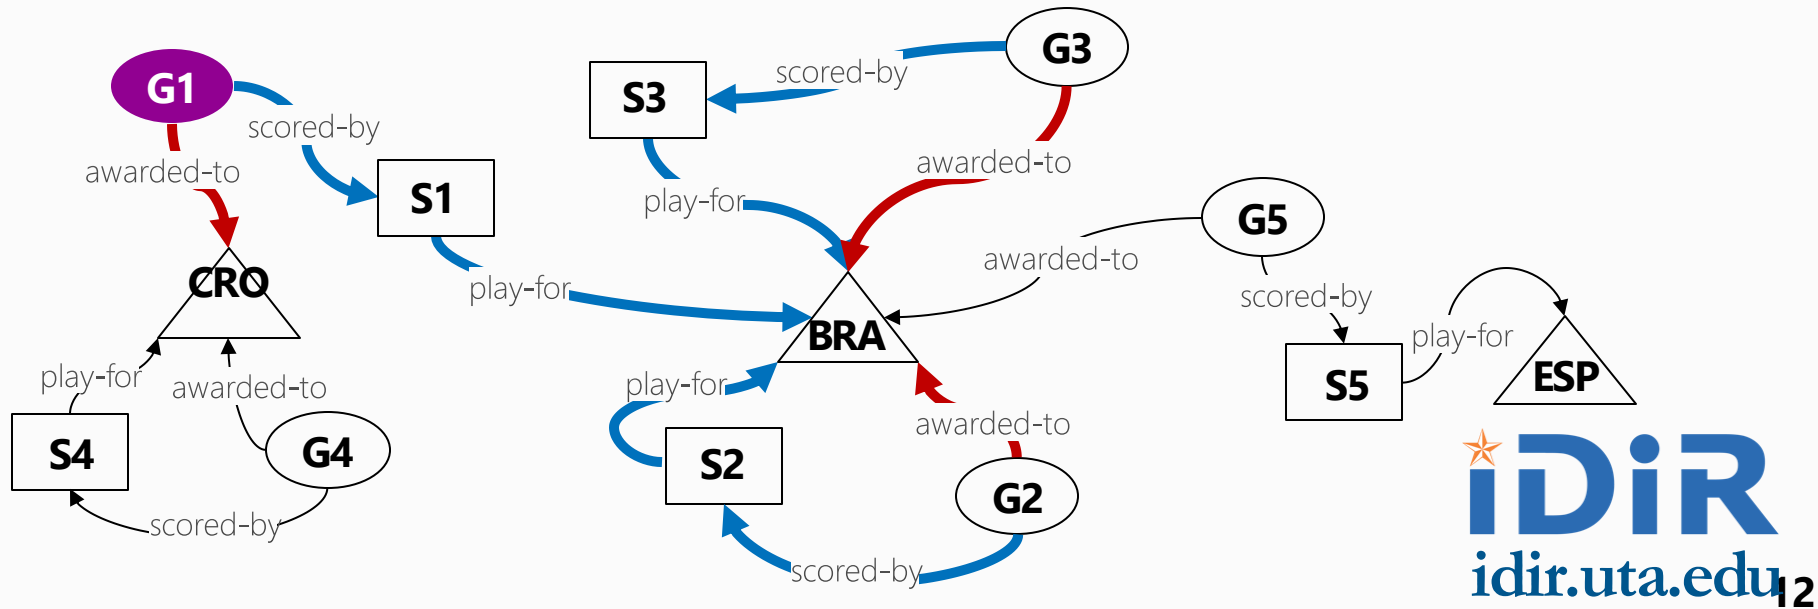 G3
scored-by
S3
G1
scored-by
awarded-to
awarded-to
S1
play-for
G5
awarded-to
CRO
play-for
scored-by
BRA
play-for
ESP
play-for
awarded-to
play-for
S5
awarded-to
S4
G4
S2
G2
scored-by
scored-by
iDiR
idir.uta.edu
12